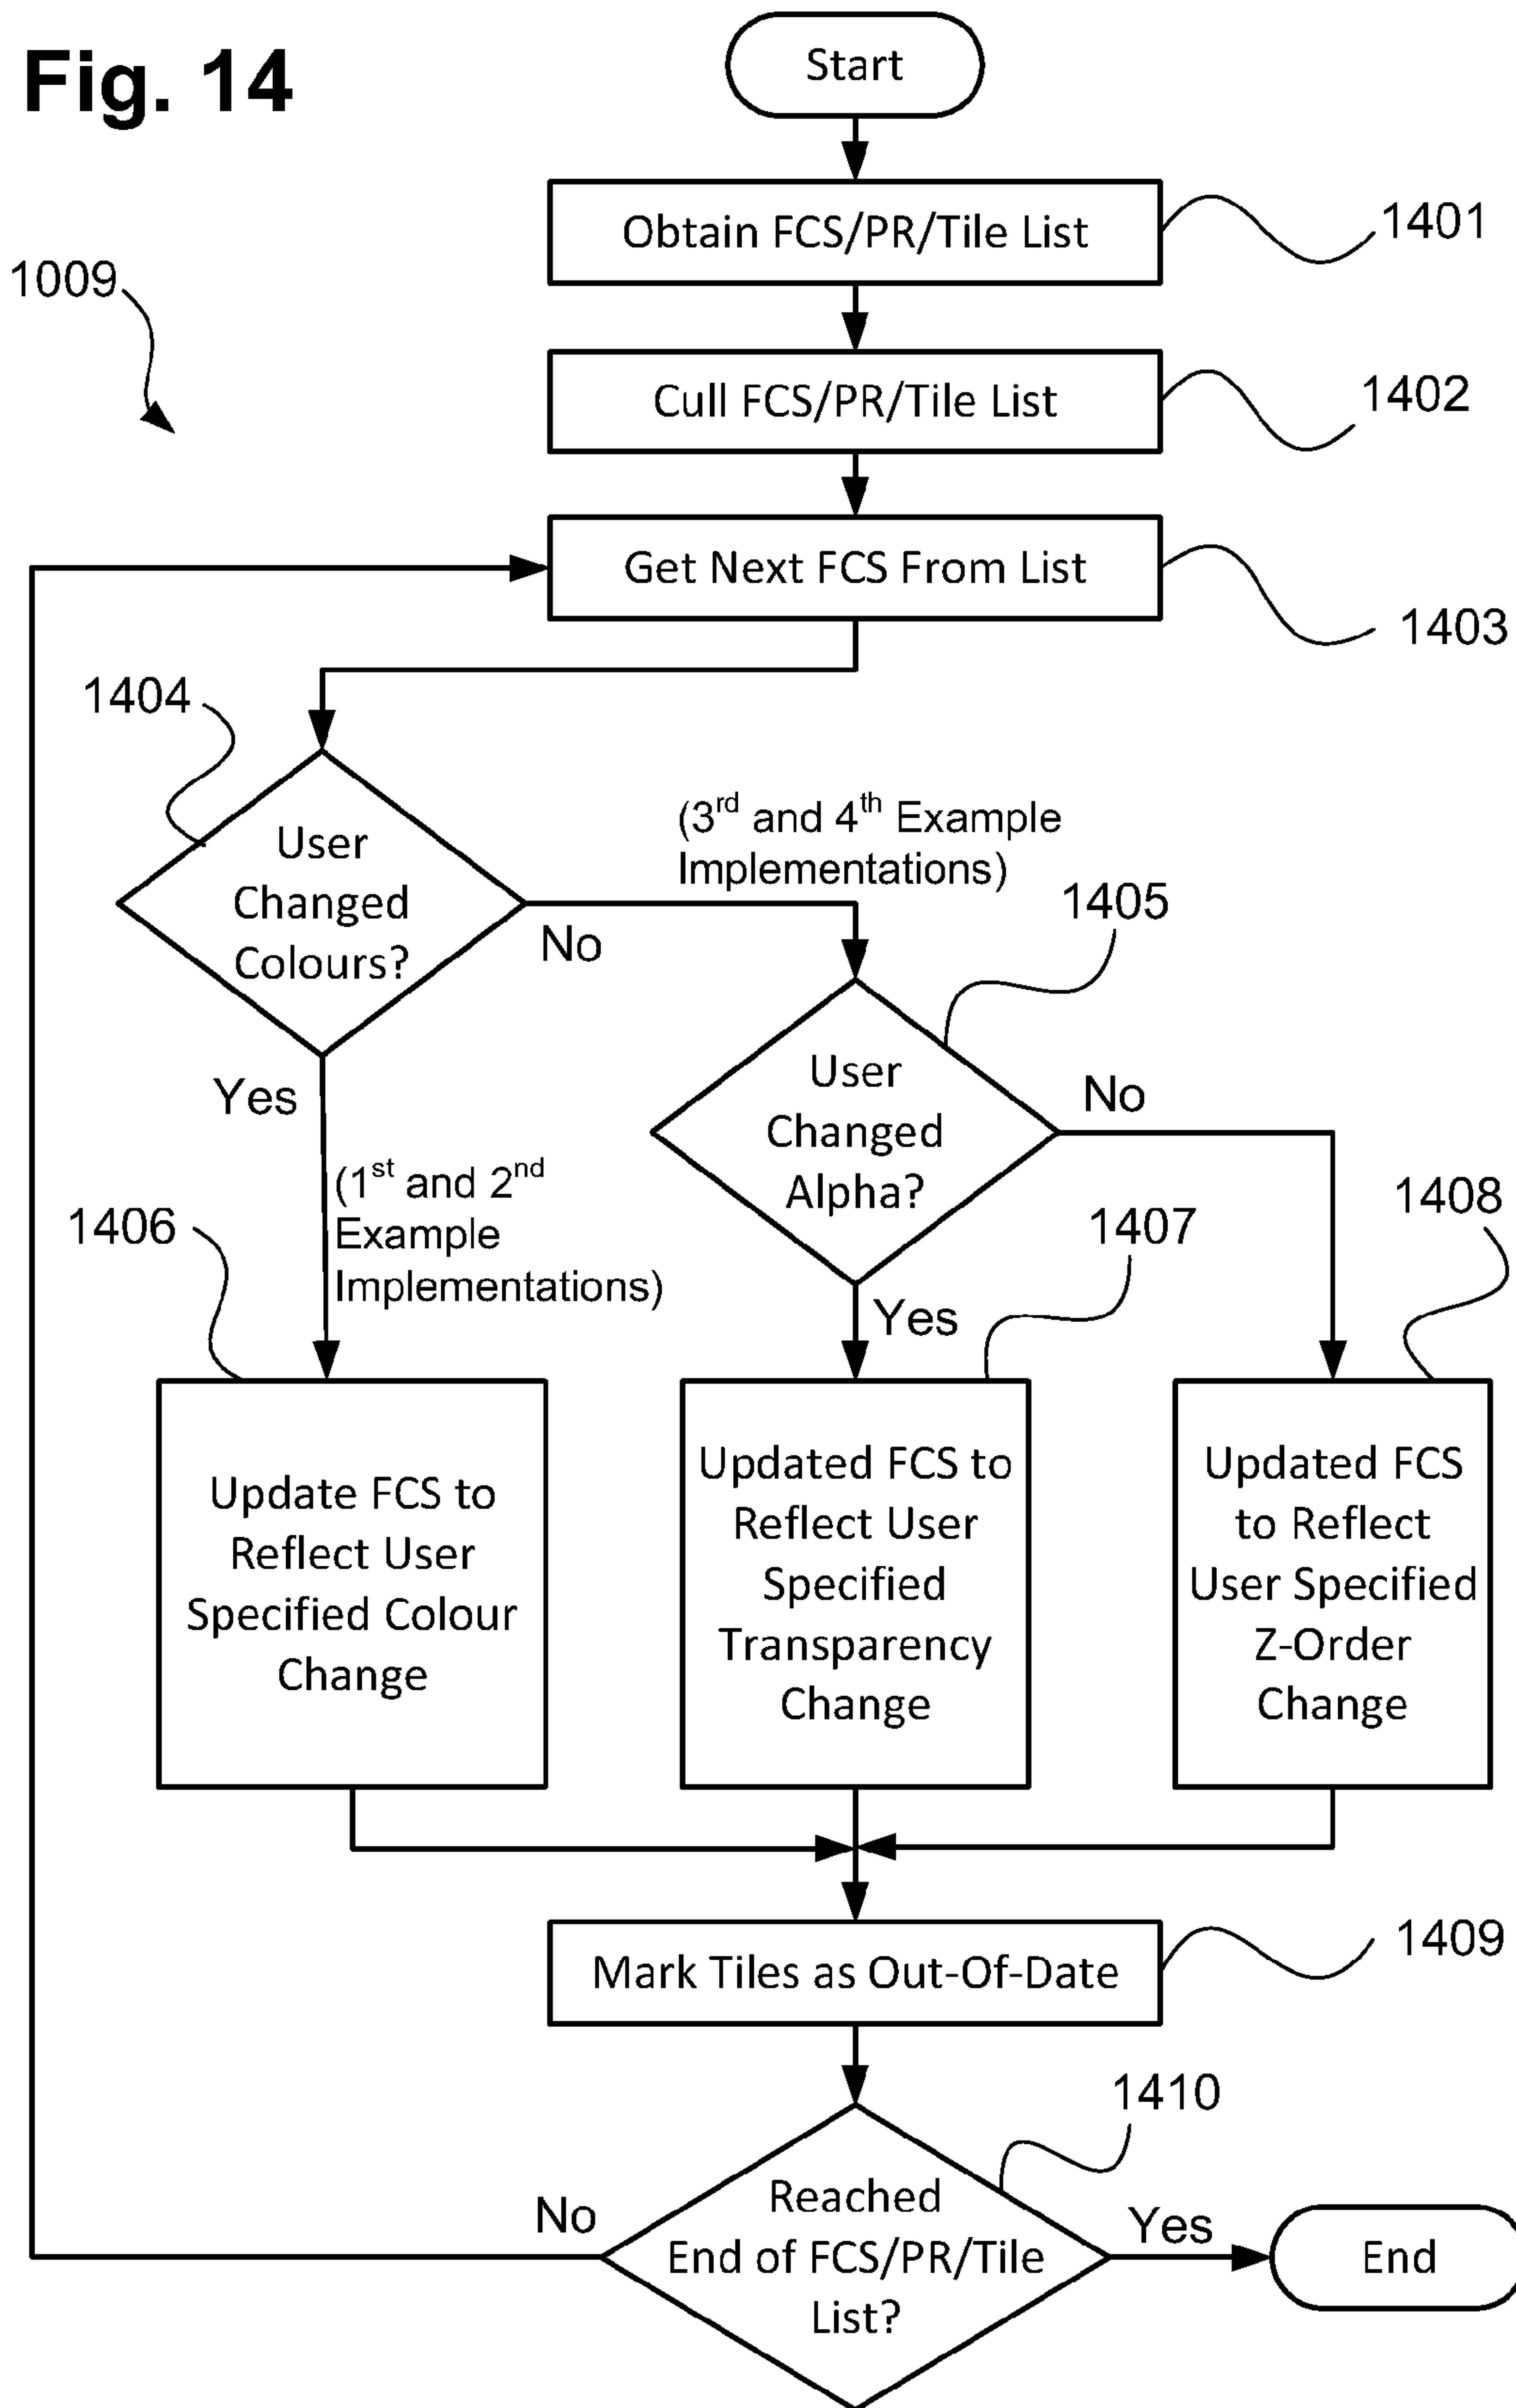 Fig. 14
Start
Obtain FCS/PR/Tile List
1401
1009
Cull FCS/PR/Tile List
1402
Get Next FCS From List
1403
1404
User
Changed
Colours?
(3rd and 4th Example
Implementations)
No
1405
User
Changed
Alpha?
No
Yes
(1st and 2nd
Example
Implementations)
1406
1407
1408
Yes
Update FCS to
Reflect User
Specified Colour
Change
Updated FCS to
Reflect User
Specified
Transparency
Change
Updated FCS
to Reflect
User Specified
Z-Order
Change
Mark Tiles as Out-Of-Date
1409
1410
Reached
End of FCS/PR/Tile
List?
No
Yes
End